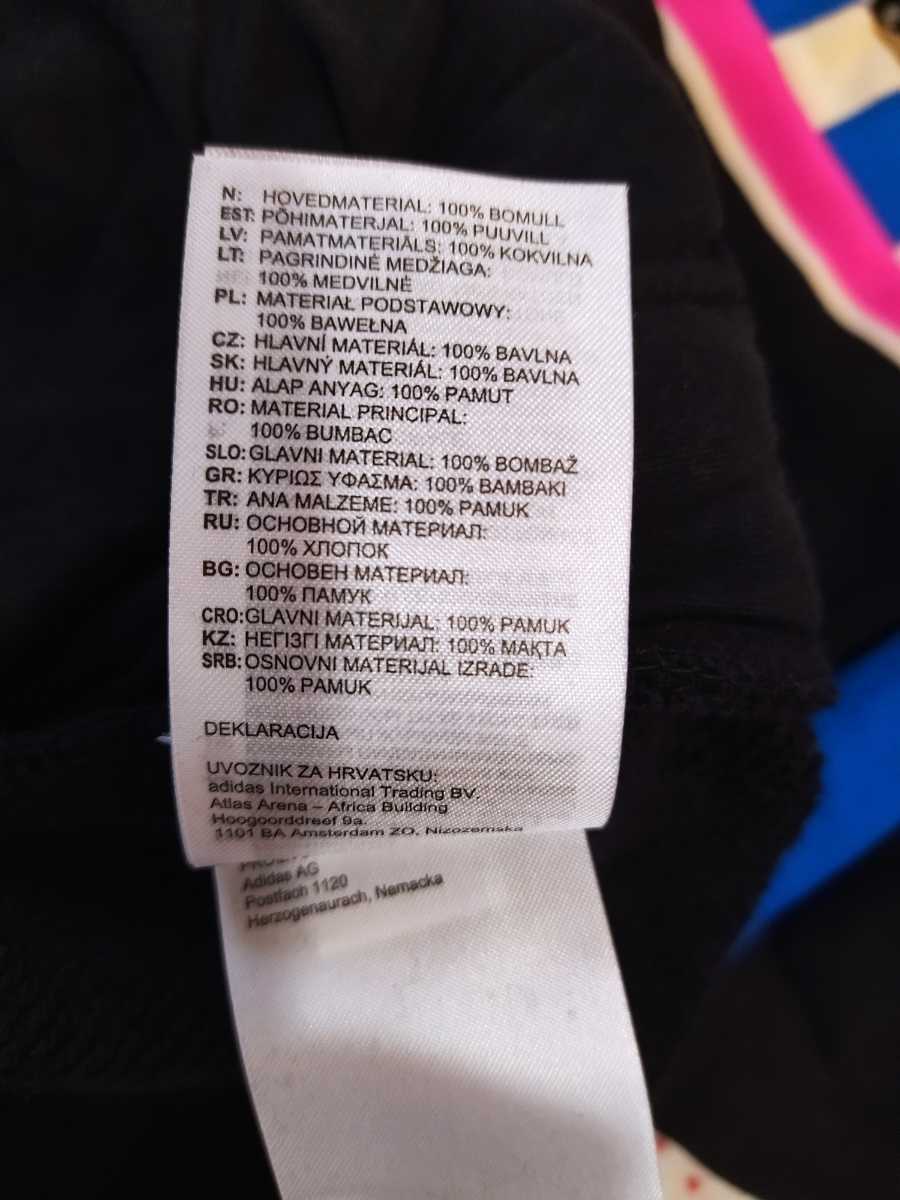 N: HOVEDMATERIAL: 100% BOMULL
EST: PÕHIMATERJAL: 100% PUUVILL
LV: PAMATMATERIĀLS: 100% KOKVILNA
LT: PAGRINDINĖ MEDŽIAGA:
100% MEDVILNĖ
PL: MATERIAŁ PODSTAWOWY:
100% BAWEŁNA
CZ: HLAVNÍ MATERIÁL: 100% BAVLNA
SK: HLAVNÝ MATERIÁL: 100% BAVLNA
HU: ALAP ANYAG: 100% PAMUT
RO: MATERIAL PRINCIPAL:
100% BUMBAC
SLO: GLAVNI MATERIAL: 100% BOMBAŽ
GR: ΚΥΡΙΩΣ ΥΦΑΣΜΑ: 100% ΒΑΜΒΑΚΙ
TR: ANA MALZEME: 100% PAMUK
RU: ОСНОВНОЙ МАТЕРИАЛ:
100% ХЛОПОК
BG: ОСНОВЕН МАТЕРИАЛ:
100% ПАМУК
CRO: GLAVNI MATERIJAL: 100% PAMUK
KZ: НЕГІЗГІ МАТЕРИАЛ: 100% МАКТА
SRB: OSNOVNI MATERIJAL IZRADE:
100% PAMUK
DEKLARACIJA
UVOZNIK ZA HRVATSKU:
adidas International Trading BV.
Atlas Arena – Africa Building
Hoogoorddreef 9a.
1101 BA Amsterdam ZO, Nizozemska
Adidas AG
Postfach 1120
Herzogenaurach, Nemacka